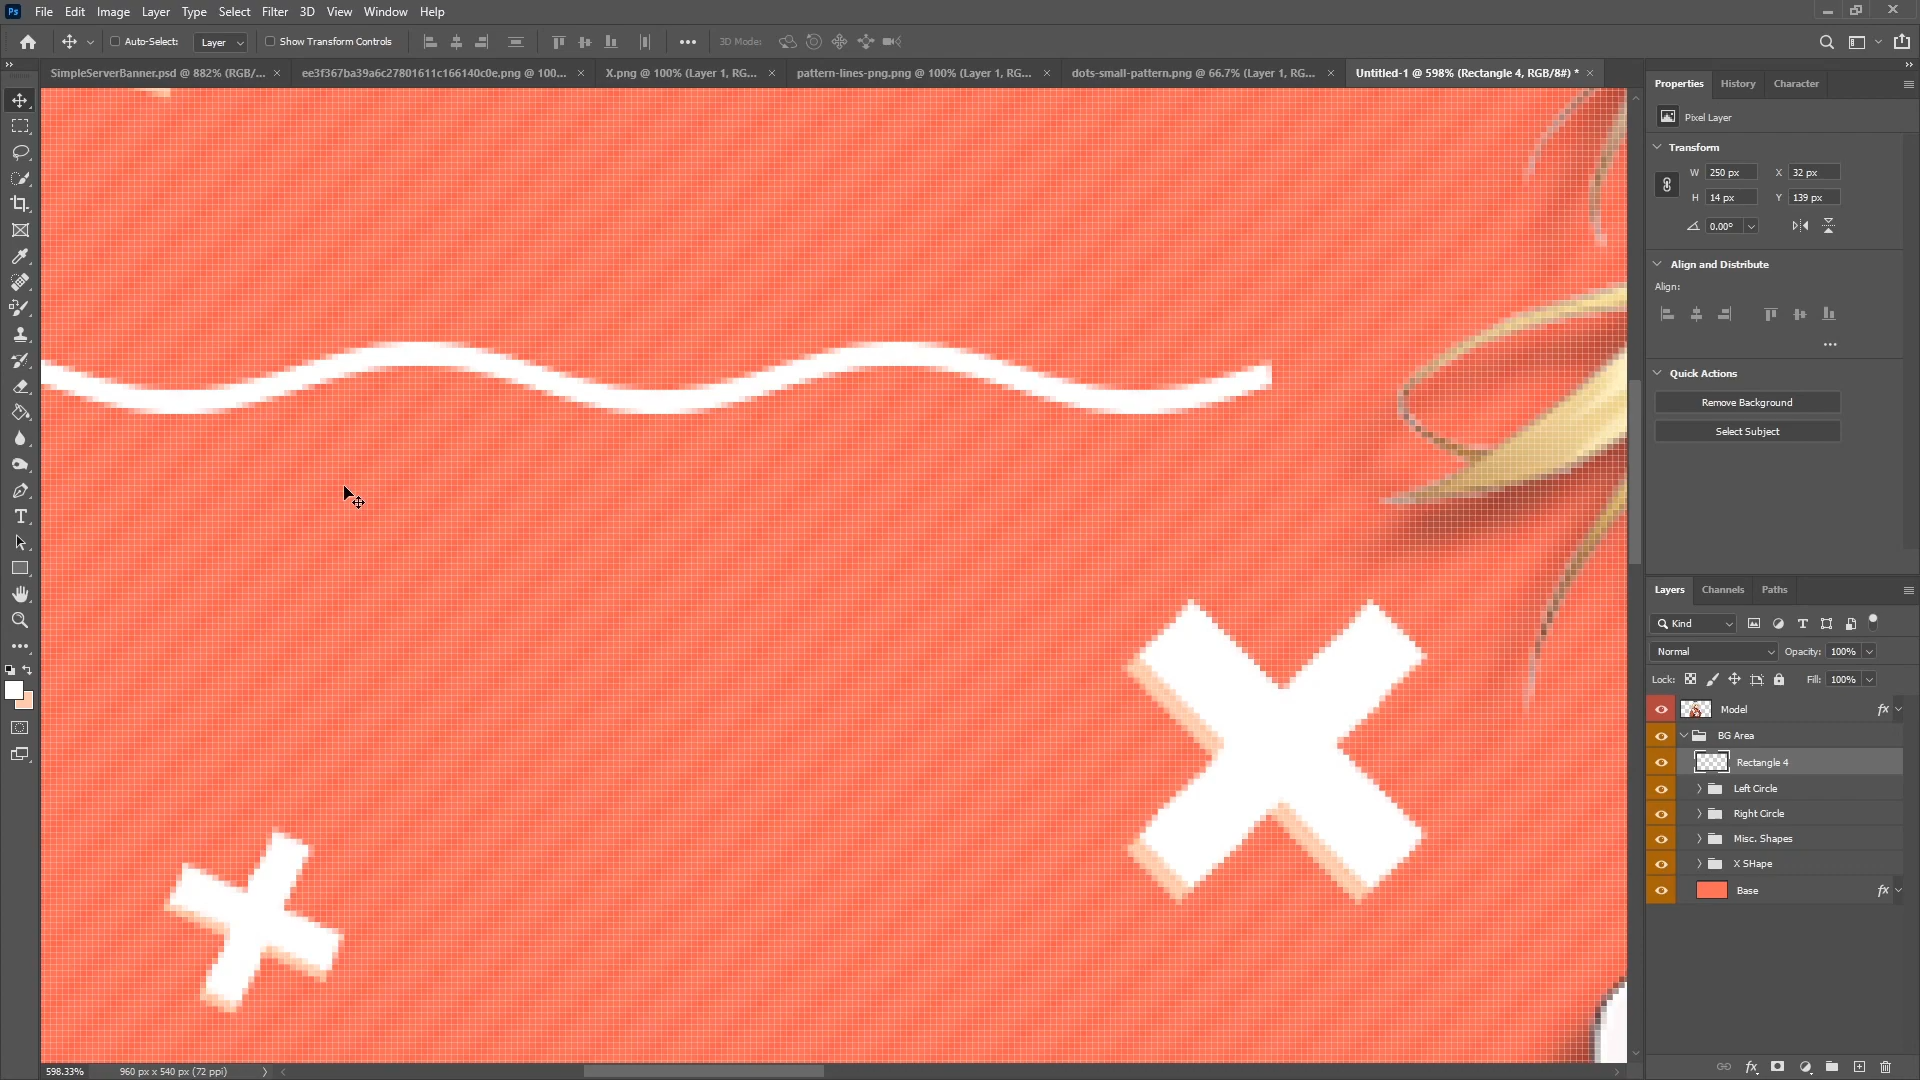 Ps File Edit Image Layer Type Select Filter 3D View Window Help
Auto-Select: Layer Show Transform Controls 3D Mode:
SimpleServerBanner.psd @ 882% (RGB/... ee3f367ba39a6c27801611c166140c0e.png @ 100... X.png @ 100% (Layer 1, RG... pattern-lines-png.png @ 100% (Layer 1, RG... dots-small-pattern.png @ 66.7% (Layer 1, RG... Untitled-1 @ 598% (Rectangle 4, RGB/8#) *
Properties History Character
Pixel Layer
Transform
W 250 px X 32 px
H 14 px Y 139 px
0.00°
Align and Distribute
Align:
Quick Actions
Remove Background
Select Subject
Layers Channels Paths
Kind
Normal Opacity: 100%
Lock: Fill: 100%
Model fx
BG Area
Rectangle 4
Left Circle
Right Circle
Misc. Shapes
X SHape
Base fx
598.33% 960 px x 540 px (72 ppi)
fx